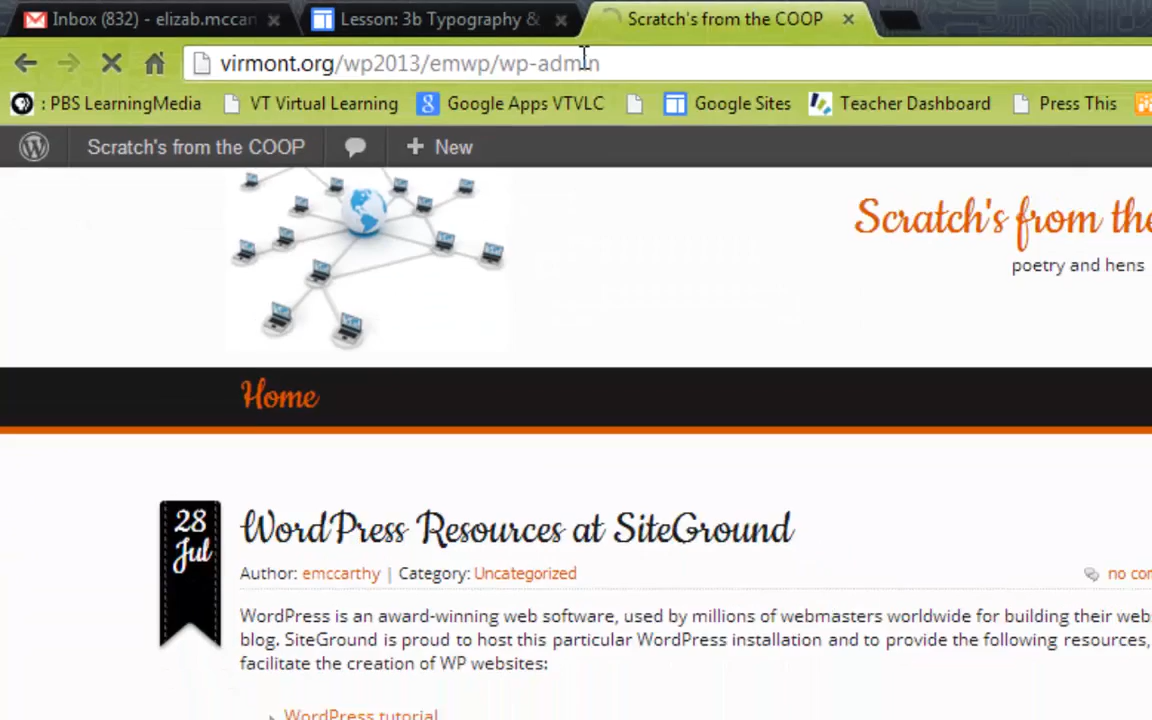 Inbox (832) - elizab.mccan
Lesson: 3b Typography &
Scratch's from the COOP
virmont.org/wp2013/emwp/wp-admin
: PBS LearningMedia
VT Virtual Learning
Google Apps VTVLC
Google Sites
Teacher Dashboard
Press This
Scratch's from the COOP
+ New
Scratch's from the
poetry and hens
Home
28
Jul
WordPress Resources at SiteGround
Author: emccarthy | Category: Uncategorized
no com
WordPress is an award-winning web software, used by millions of webmasters worldwide for building their webs
blog. SiteGround is proud to host this particular WordPress installation and to provide the following resources,
facilitate the creation of WP websites:
WordPress tutorial